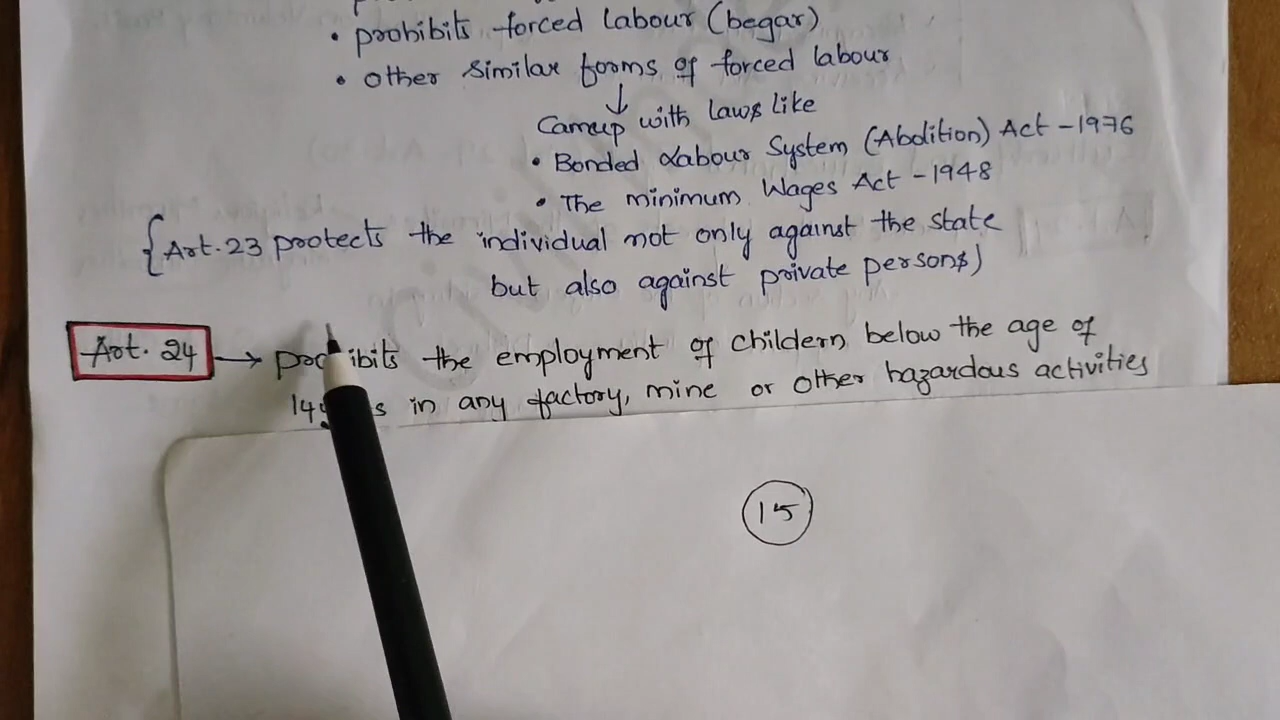 • prohibits forced labour (begar)
• Other similar forms of forced labour
↓
Cameup with laws like
• Bonded Labour System (Abolition) Act - 1976
• The minimum Wages Act - 1948
{Art. 23 protects the individual not only against the state
but also against private persons)
Art. 24 → prohibits the employment of childern below the age of
in any factory, mine or other hazardous activities
15